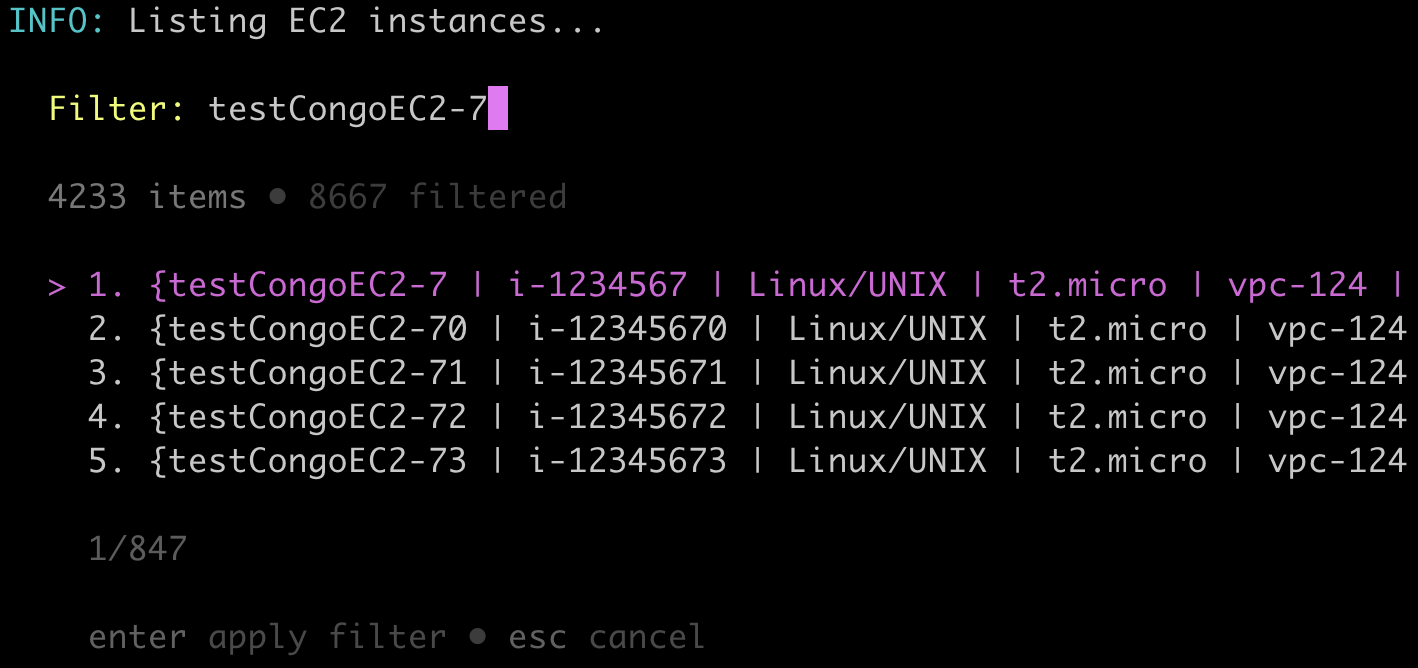 INFO: Listing EC2 instances...
Filter: testCongoEC2-7
4233 items • 8667 filtered
> 1. {testCongoEC2-7 | i-1234567 | Linux/UNIX | t2.micro | vpc-124 |
2. {testCongoEC2-70 | i-12345670 | Linux/UNIX | t2.micro | vpc-124
3. {testCongoEC2-71 | i-12345671 | Linux/UNIX | t2.micro | vpc-124
4. {testCongoEC2-72 | i-12345672 | Linux/UNIX | t2.micro | vpc-124
5. {testCongoEC2-73 | i-12345673 | Linux/UNIX | t2.micro | vpc-124
1/847
enter apply filter • esc cancel